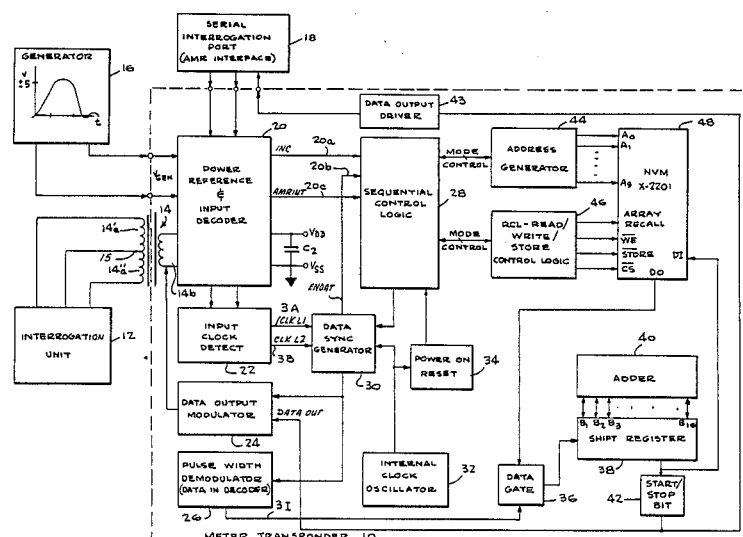 SERIAL
INTERROGATION
PORT
(AMR INTERFACE)
18
GENERATOR
16
V
±5
t
DATA OUTPUT
DRIVER
43
20
INC
20a
20b
AMRINT
20c
VGEN
POWER
REFERENCE
&
INPUT
DECODER
SEQUENTIAL
CONTROL
LOGIC
28
MODE
CONTROL
MODE
CONTROL
44
ADDRESS
GENERATOR
46
RCL-READ/
WRITE/
STORE
CONTROL LOGIC
48
A0
A1
A9
NVM
X-2201
ARRAY
RECALL
WE
STORE
CS
DI
DO
14'a
14
15
14"a
14b
VDD
C2
VSS
ENDAT
INTERROGATION
UNIT
12
INPUT
CLOCK
DETECT
22
3A
/CLK L1
CLK L2
3B
DATA
SYNC
GENERATOR
30
POWER ON
RESET
34
40
ADDER
B1 B2 B3
B16
SHIFT REGISTER
38
DATA OUTPUT
MODULATOR
24
DATA OUT
PULSE WIDTH
DEMODULATOR
(DATA IN DECODER)
26
31
INTERNAL
CLOCK
OSCILLATOR
32
DATA
GATE
36
START/
STOP
BIT
42
METER TRANSPONDER 10